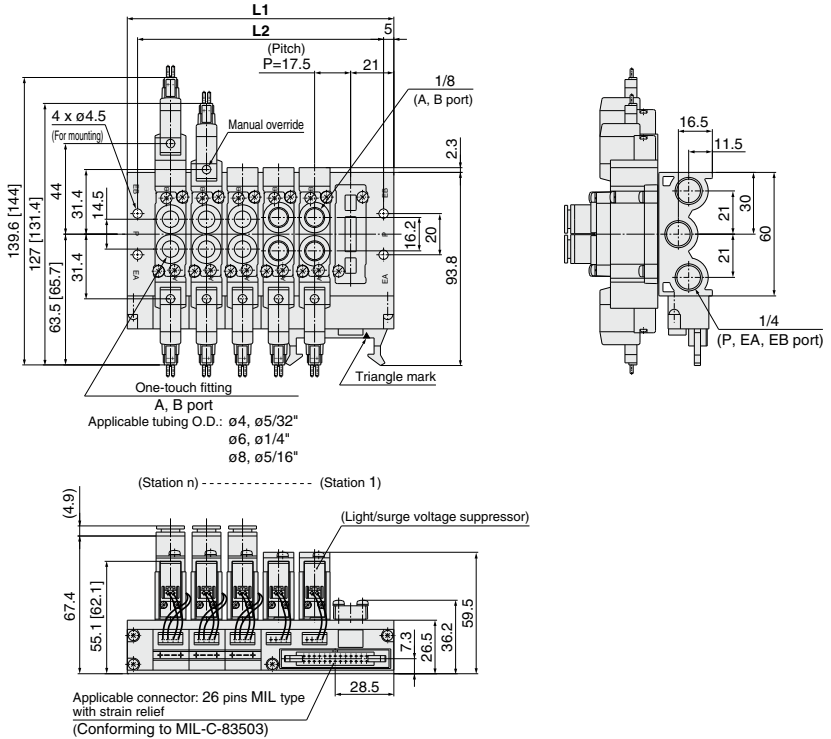 L1
L2
5
(Pitch)
P=17.5
21
1/8
(A, B port)
4 x ø4.5
(For mounting)
Manual override
2.3
139.6 [144]
127 [131.4]
63.5 [65.7]
44
31.4
14.5
31.4
EB
P
EA
EB
P
EA
16.2
20
93.8
Triangle mark
One-touch fitting
A, B port
Applicable tubing O.D.: ø4, ø5/32"
ø6, ø1/4"
ø8, ø5/16"
16.5
11.5
21
21
30
60
1/4
(P, EA, EB port)
(Station n) (Station 1)
(Light/surge voltage suppressor)
(4.9)
67.4
55.1 [62.1]
7.3
26.5
36.2
59.5
28.5
Applicable connector: 26 pins MIL type
with strain relief
(Conforming to MIL-C-83503)